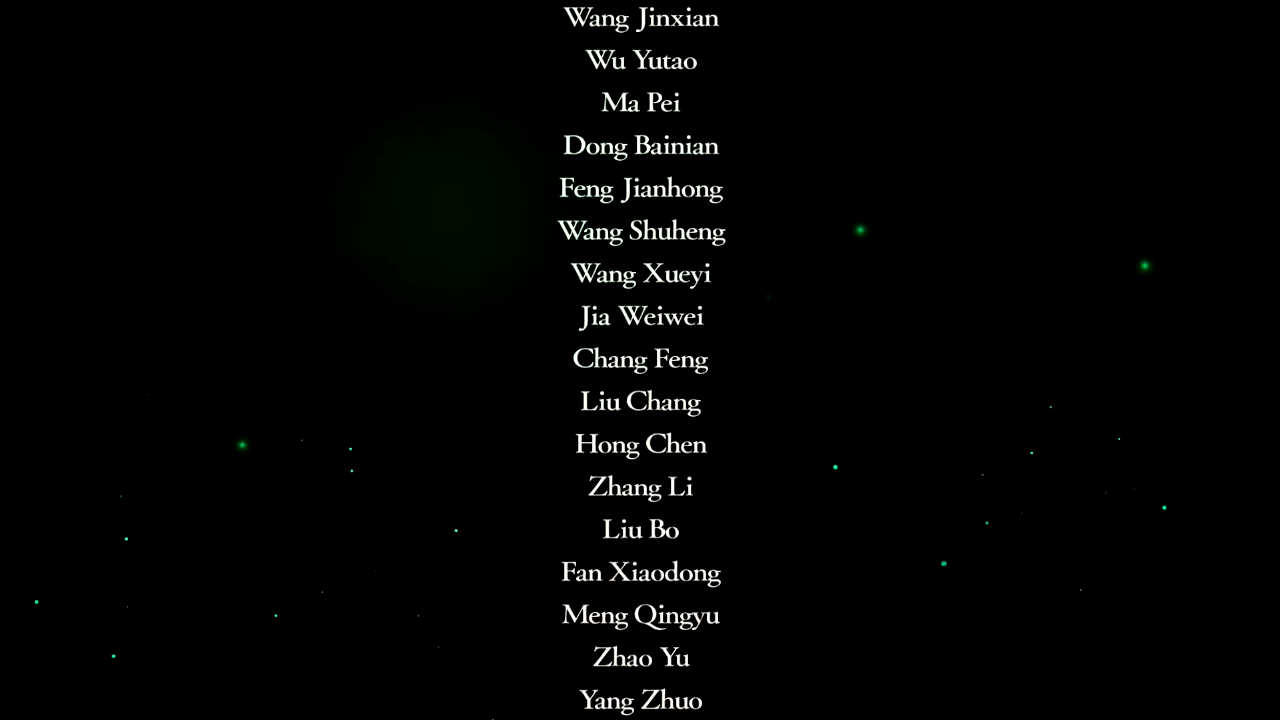 Wang Jinxian
Wu Yutao
Ma Pei
Dong Bainian
Feng Jianhong
Wang Shuheng
Wang Xueyi
Jia Weiwei
Chang Feng
Liu Chang
Hong Chen
Zhang Li
Liu Bo
Fan Xiaodong
Meng Qingyu
Zhao Yu
Yang Zhuo